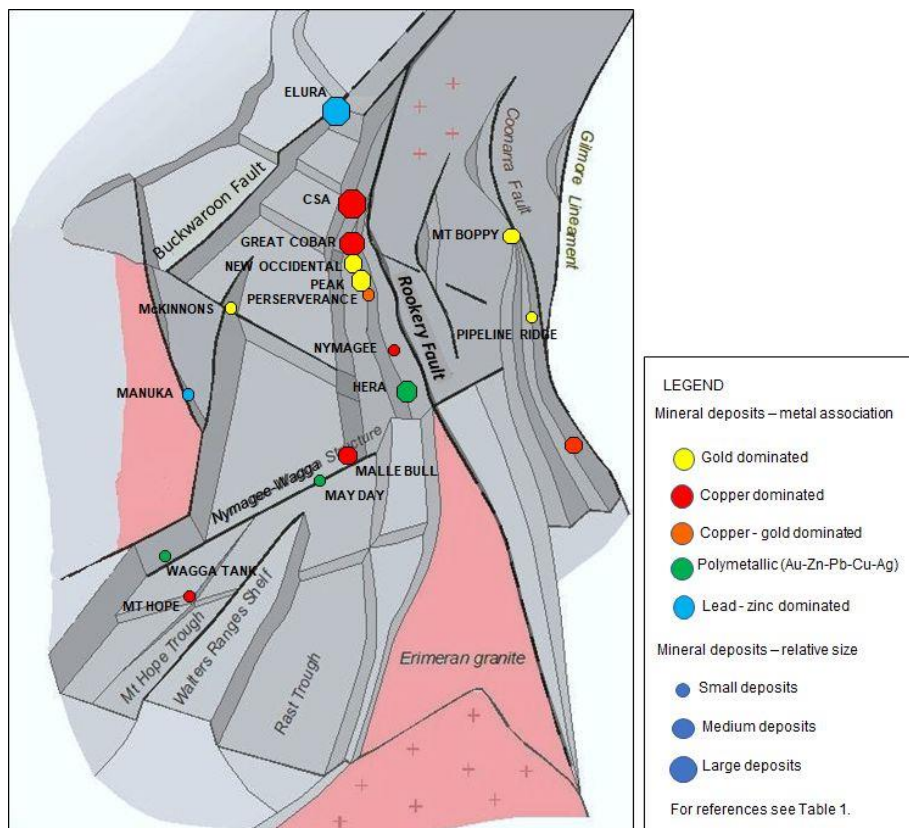 ELURA
Buckwaroon Fault
CSA
GREAT COBAR
NEW OCCIDENTAL
PEAK
PERSERVERANCE
McKINNONS
NYMAGEE
MANUKA
HERA
Rookery Fault
MT BOPPY
Coonarra Fault
Gilmore Lineament
PIPELINE RIDGE
Nymagee-Wagga Structure
MALLE BULL
MAY DAY
WAGGA TANK
MT HOPE
Mt Hope Trough
Walters Ranges Shelf
Rast Trough
Erimeran granite
LEGEND
Mineral deposits – metal association
Gold dominated
Copper dominated
Copper - gold dominated
Polymetallic (Au-Zn-Pb-Cu-Ag)
Lead - zinc dominated
Mineral deposits – relative size
Small deposits
Medium deposits
Large deposits
For references see Table 1.